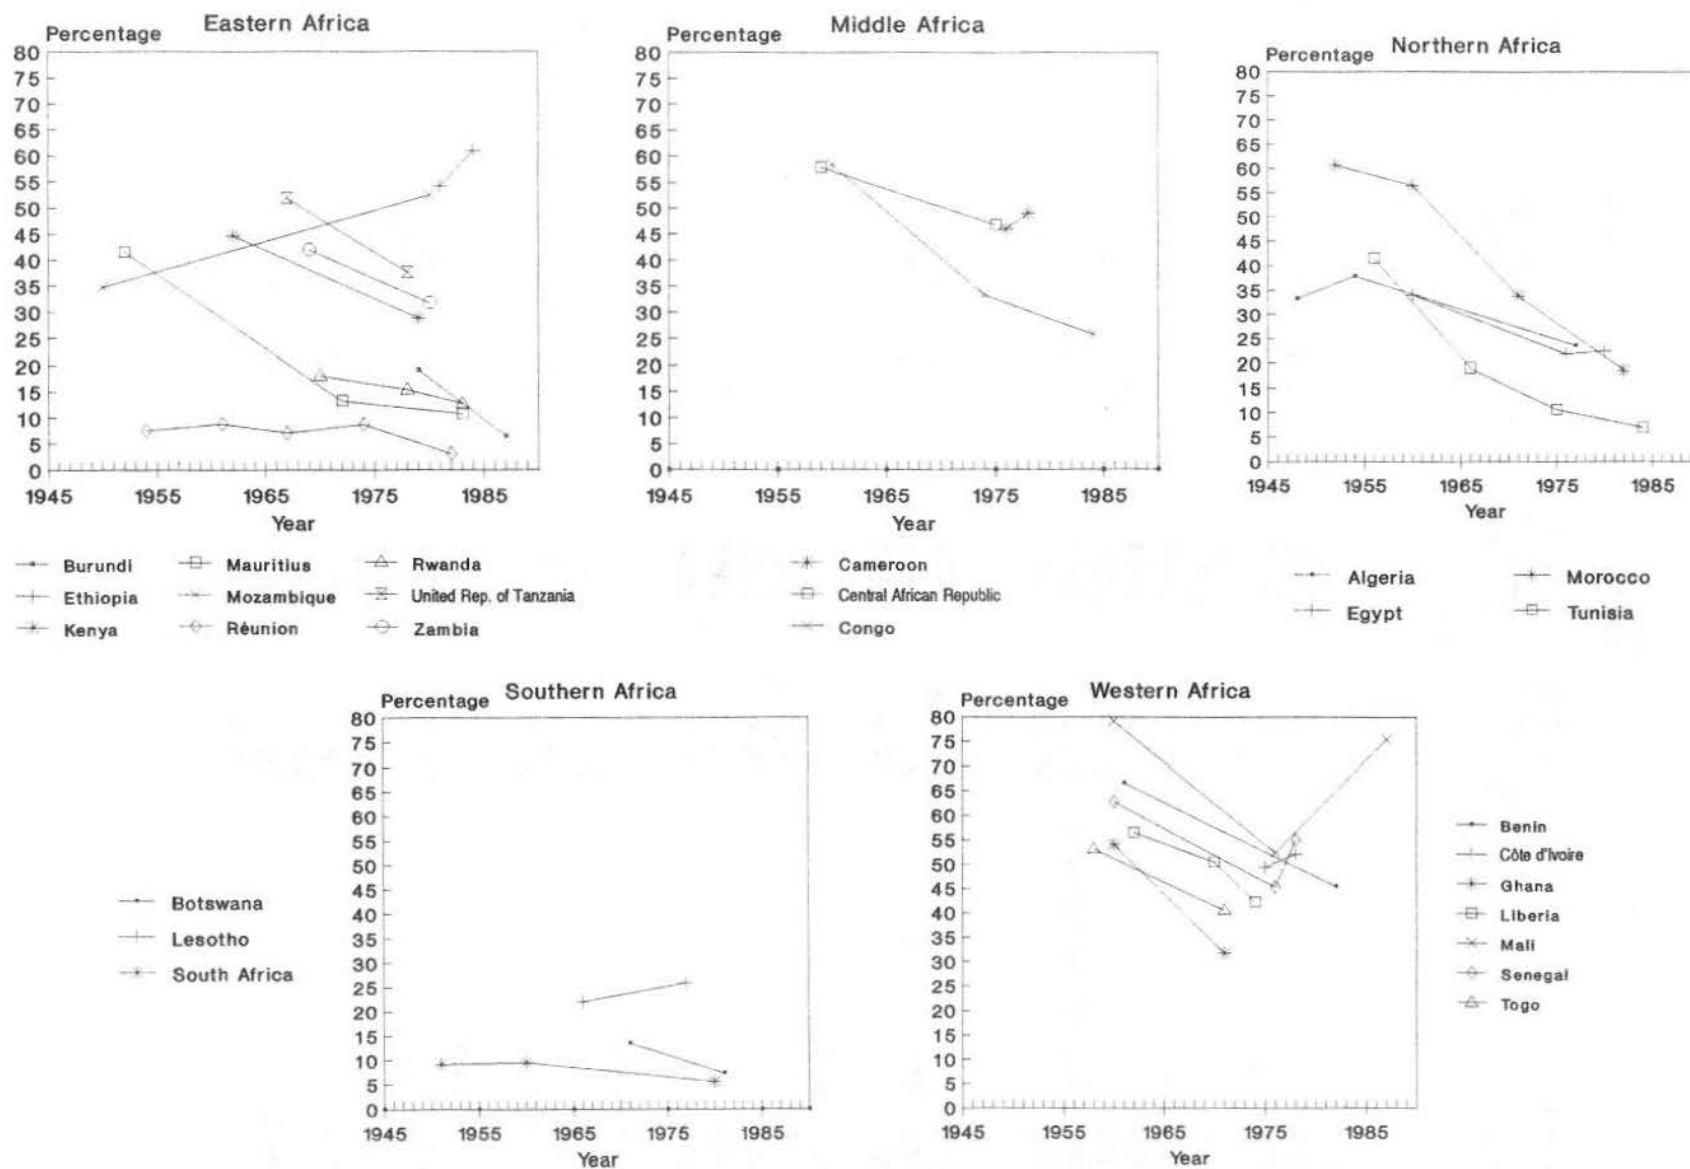 Eastern Africa
Percentage
80
75
70
65
60
55
50
45
40
35
30
25
20
15
10
5
0
1945 1955 1965 1975 1985
Year
Burundi Mauritius Rwanda
Ethiopia Mozambique United Rep. of Tanzania
Kenya Réunion Zambia
Middle Africa
Percentage
80
75
70
65
60
55
50
45
40
35
30
25
20
15
10
5
0
1945 1955 1965 1975 1985
Year
Cameroon
Central African Republic
Congo
Northern Africa
Percentage
80
75
70
65
60
55
50
45
40
35
30
25
20
15
10
5
0
1945 1955 1965 1975 1985
Year
Algeria Morocco
Egypt Tunisia
Southern Africa
Percentage
80
75
70
65
60
55
50
45
40
35
30
25
20
15
10
5
0
1945 1955 1965 1975 1985
Year
Botswana
Lesotho
South Africa
Western Africa
Percentage
80
75
70
65
60
55
50
45
40
35
30
25
20
15
10
5
0
1945 1955 1965 1975 1985
Year
Benin
Côte d'Ivoire
Ghana
Liberia
Mali
Senegal
Togo